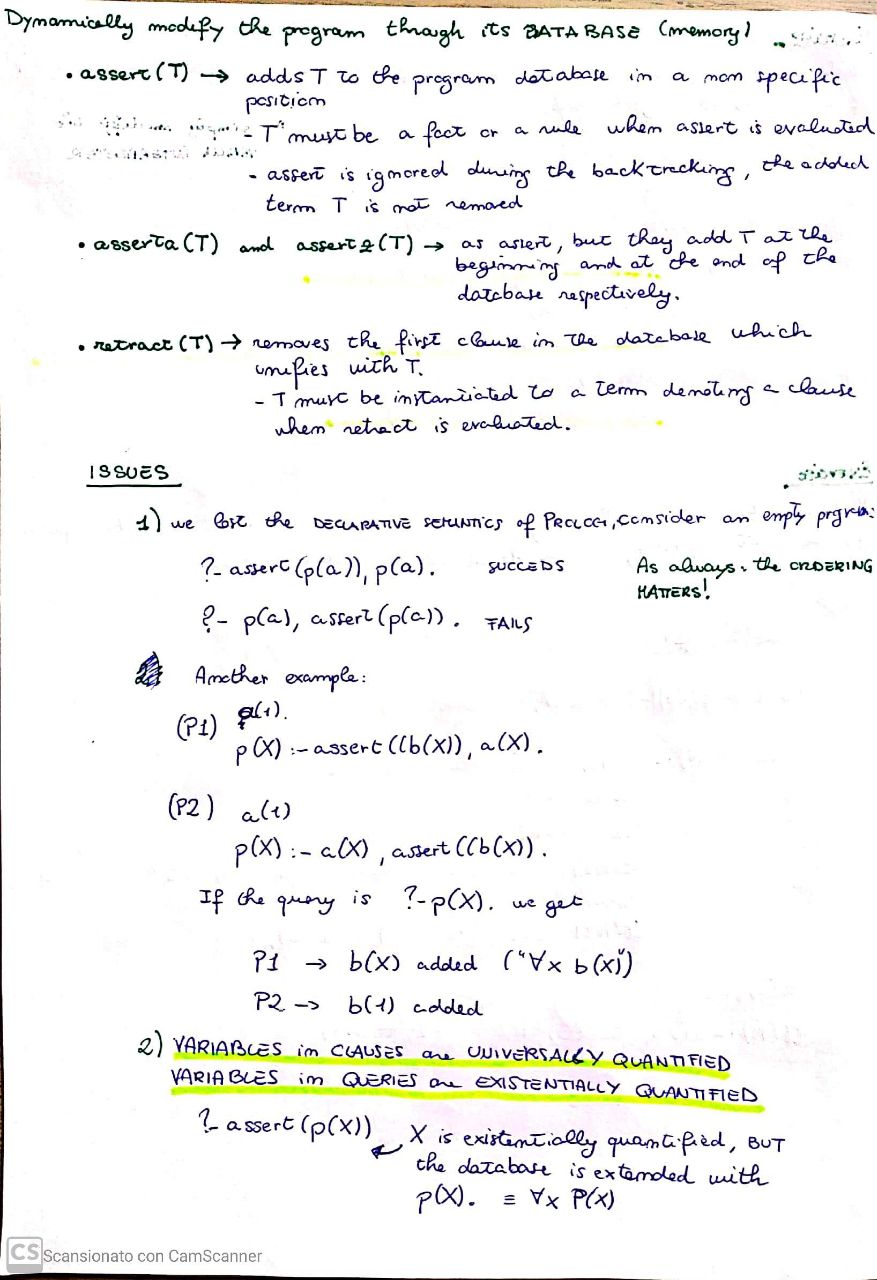 Dynamically modify the program through its DATABASE (memory)
• assert(T) → adds T to the program database in a non specific
position
- T must be a fact or a rule when assert is evaluated
- assert is ignored during the backtracking, the added
term T is not removed
• asserta(T) and assertz(T) → as assert, but they add T at the
beginning and at the end of the
database respectively.
• retract(T) → removes the first clause in the database which
unifies with T.
- T must be instantiated to a term denoting a clause
when retract is evaluated.
ISSUES
1) we lost the DECLARATIVE SEMANTICS of PROLOG, consider an empty prgrm:
?- assert(p(a)), p(a). SUCCEDS
As always, the ORDERING
MATTERS!
?- p(a), assert(p(a)). FAILS
Another example:
(P1) a(1).
p(X) :- assert((b(X)), a(X).
(P2) a(1)
p(X) :- a(X), assert((b(X)).
If the query is ?-p(X). we get
P1 → b(X) added ("∀x b(x)")
P2 → b(1) added
2) VARIABLES in CLAUSES are UNIVERSALLY QUANTIFIED
VARIABLES in QUERIES are EXISTENTIALLY QUANTIFIED
?- assert(p(X)) X is existentially quantified, BUT
the database is extended with
p(X). ≡ ∀x P(x)
CS Scansionato con CamScanner